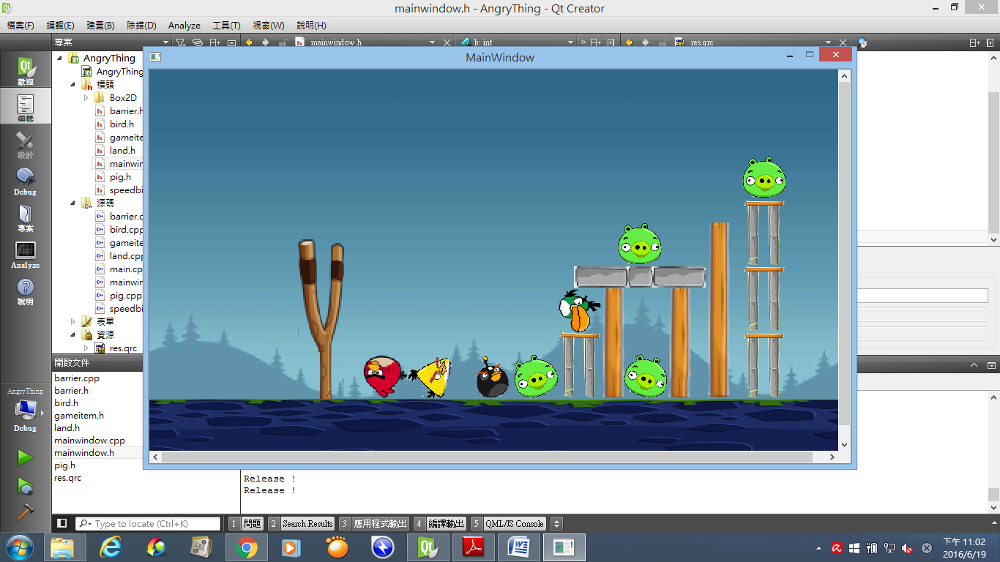 mainwindow.h - AngryThing - Qt Creator
檔案(F) 編輯(E) 建置(B) 除錯(D) Analyze 工具(T) 視窗(W) 說明(H)
專案 mainwindow.h b: int res.qrc
MainWindow
Qt
歡迎
編輯
設計
Debug
專案
Analyze
說明
AngryThing
Debug
AngryThing
AngryThing
標頭
Box2D
barrier.h
bird.h
gameite
land.h
mainwin
pig.h
speedbi
源碼
barrier.c
bird.cpp
gameite
land.cpp
main.cp
mainwin
pig.cpp
speedbi
表單
資源
res.qrc
開啟文件
barrier.cpp
barrier.h
bird.h
gameitem.h
land.h
mainwindow.cpp
mainwindow.h
pig.h
res.qrc
Release !
Release !
Type to locate (Ctrl+K) 1 問題 2 Search Results 3 應用程式輸出 4 編譯輸出 5 QML/JS Console
下午 11:02
2016/6/19